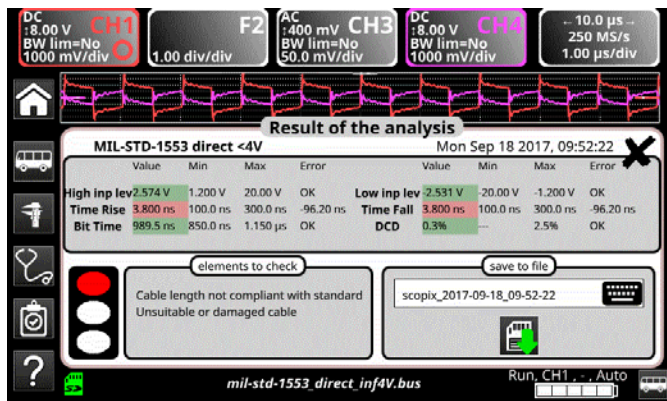 DC
↕8.00 V CH1
BW lim=No
1000 mV/div
F2
1.00 div/div
AC
↕400 mV CH3
BW lim=No
50.0 mV/div
DC
↕8.00 V CH4
BW lim=No
1000 mV/div
←10.0 µs→
250 MS/s
1.00 µs/div
Result of the analysis
MIL-STD-1553 direct <4V Mon Sep 18 2017, 09:52:22
Value Min Max Error Value Min Max Error
High inp lev 2.574 V 1.200 V 20.00 V OK Low inp lev -2.531 V -20.00 V -1.200 V OK
Time Rise 3.800 ns 100.0 ns 300.0 ns -96.20 ns Time Fall 3.800 ns 100.0 ns 300.0 ns -96.20 ns
Bit Time 989.5 ns 850.0 ns 1.150 µs OK DCD 0.3% --- 2.5% OK
elements to check
Cable length not compliant with standard
Unsuitable or damaged cable
save to file
scopix_2017-09-18_09-52-22
?
mil-std-1553_direct_inf4V.bus
Run, CH1 , - , Auto